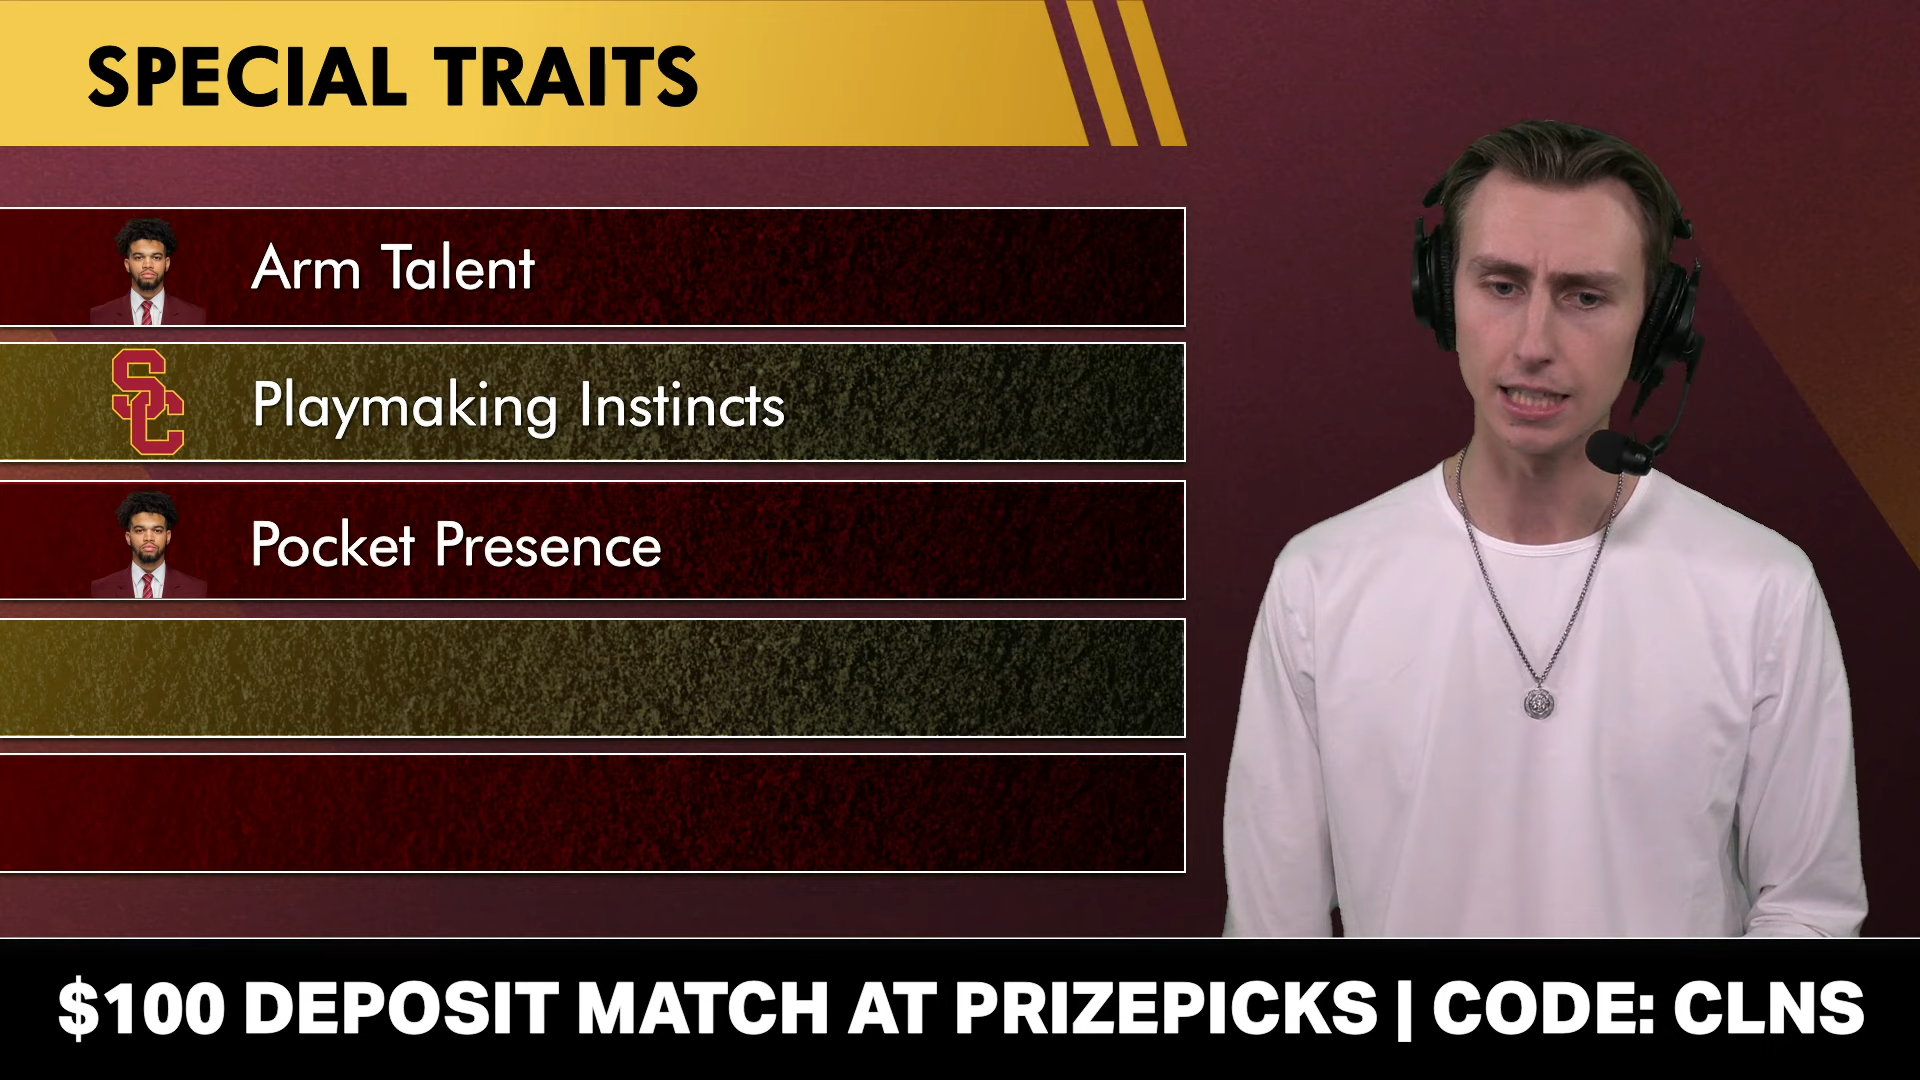 SPECIAL TRAITS
Arm Talent
SC
Playmaking Instincts
Pocket Presence
$100 DEPOSIT MATCH AT PRIZEPICKS | CODE: CLNS